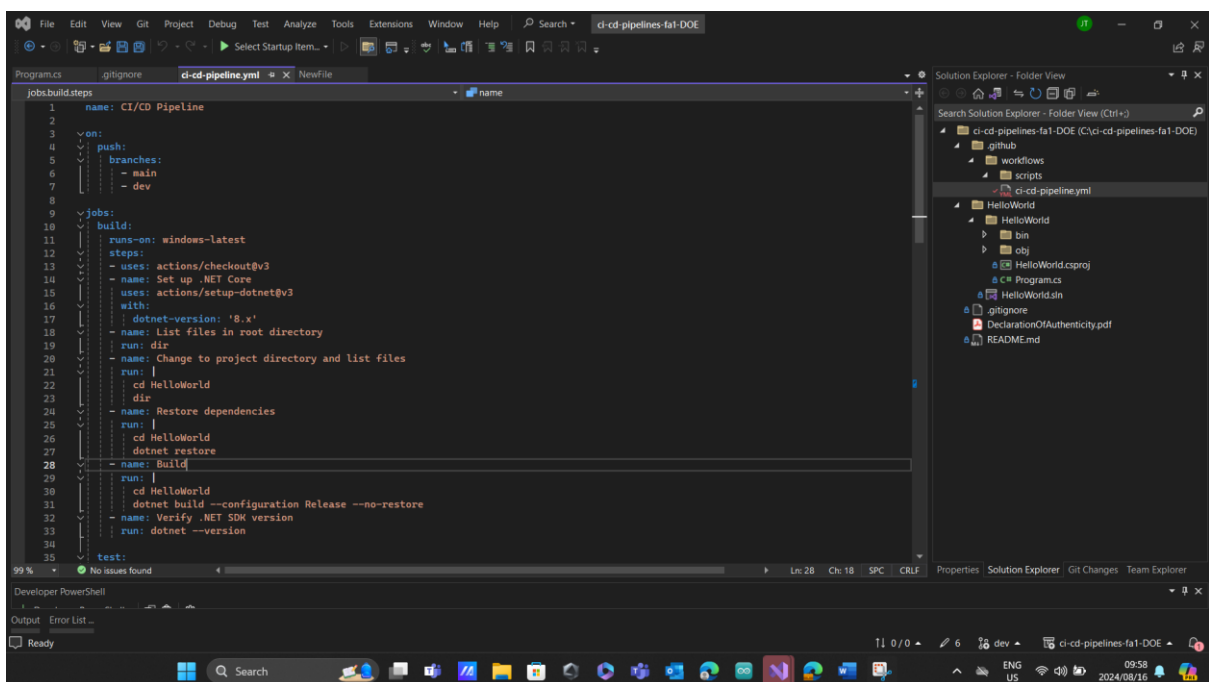 File Edit View Git Project Debug Test Analyze Tools Extensions Window Help Search ci-cd-pipelines-fa1-DOE JT
Select Startup Item...
Program.cs .gitignore ci-cd-pipeline.yml NewFile
jobs.build.steps name
1 name: CI/CD Pipeline
2
3 on:
4 push:
5 branches:
6 - main
7 - dev
8
9 jobs:
10 build:
11 runs-on: windows-latest
12 steps:
13 - uses: actions/checkout@v3
14 - name: Set up .NET Core
15 uses: actions/setup-dotnet@v3
16 with:
17 dotnet-version: '8.x'
18 - name: List files in root directory
19 run: dir
20 - name: Change to project directory and list files
21 run: |
22 cd HelloWorld
23 dir
24 - name: Restore dependencies
25 run: |
26 cd HelloWorld
27 dotnet restore
28 - name: Build
29 run: |
30 cd HelloWorld
31 dotnet build --configuration Release --no-restore
32 - name: Verify .NET SDK version
33 run: dotnet --version
34
35 test:
99 % No issues found Ln: 28 Ch: 18 SPC CRLF
Solution Explorer - Folder View
Search Solution Explorer - Folder View (Ctrl+;)
ci-cd-pipelines-fa1-DOE (C:\ci-cd-pipelines-fa1-DOE)
.github
workflows
scripts
ci-cd-pipeline.yml
HelloWorld
HelloWorld
bin
obj
HelloWorld.csproj
C# Program.cs
HelloWorld.sln
.gitignore
DeclarationOfAuthenticity.pdf
README.md
Properties Solution Explorer Git Changes Team Explorer
Developer PowerShell
Output Error List ...
Ready 0/0 6 dev ci-cd-pipelines-fa1-DOE
Search ENG US 09:58 2024/08/16